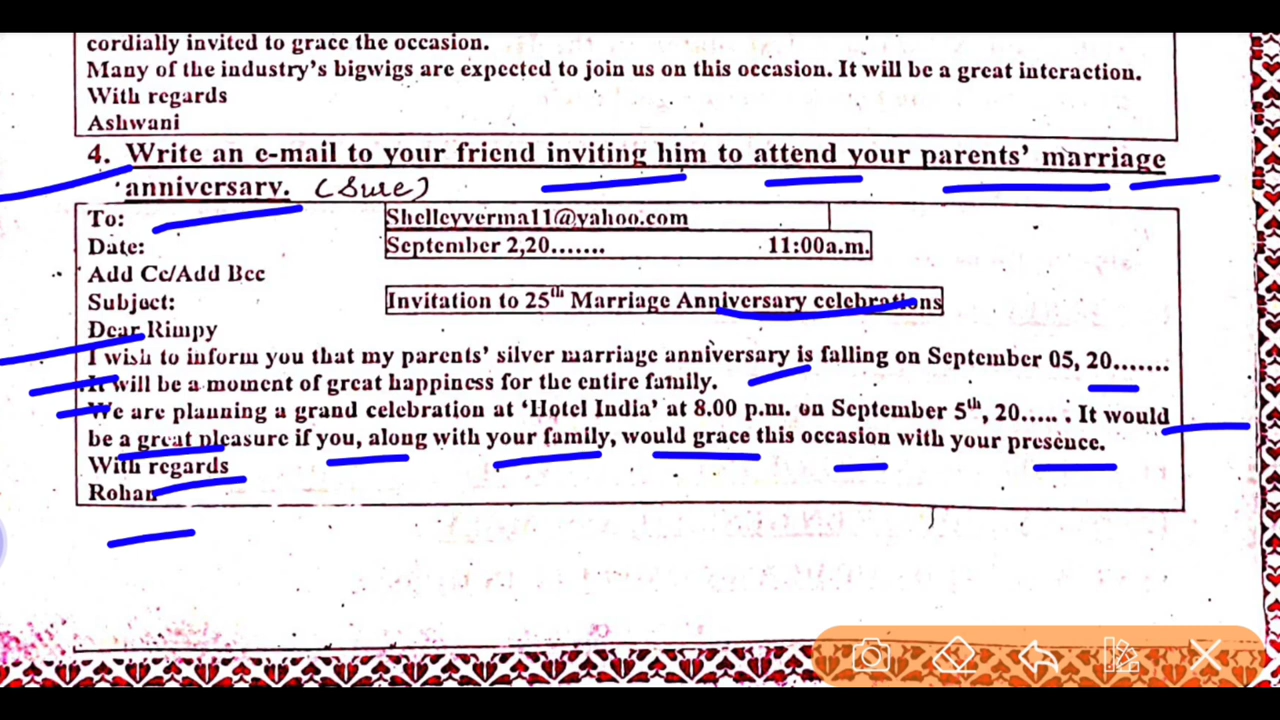 cordially invited to grace the occasion.
Many of the industry's bigwigs are expected to join us on this occasion. It will be a great interaction.
With regards
Ashwani
4. Write an e-mail to your friend inviting him to attend your parents' marriage
anniversary. (Sure)
To: Shelleyverma11@yahoo.com
Date: September 2,20....... 11:00a.m.
Add Cc/Add Bcc
Subject: Invitation to 25th Marriage Anniversary celebrations
Dear Rimpy
I wish to inform you that my parents' silver marriage anniversary is falling on September 05, 20.......
It will be a moment of great happiness for the entire family.
We are planning a grand celebration at 'Hotel India' at 8.00 p.m. on September 5th, 20..... . It would
be a great pleasure if you, along with your family, would grace this occasion with your presence.
With regards
Rohan